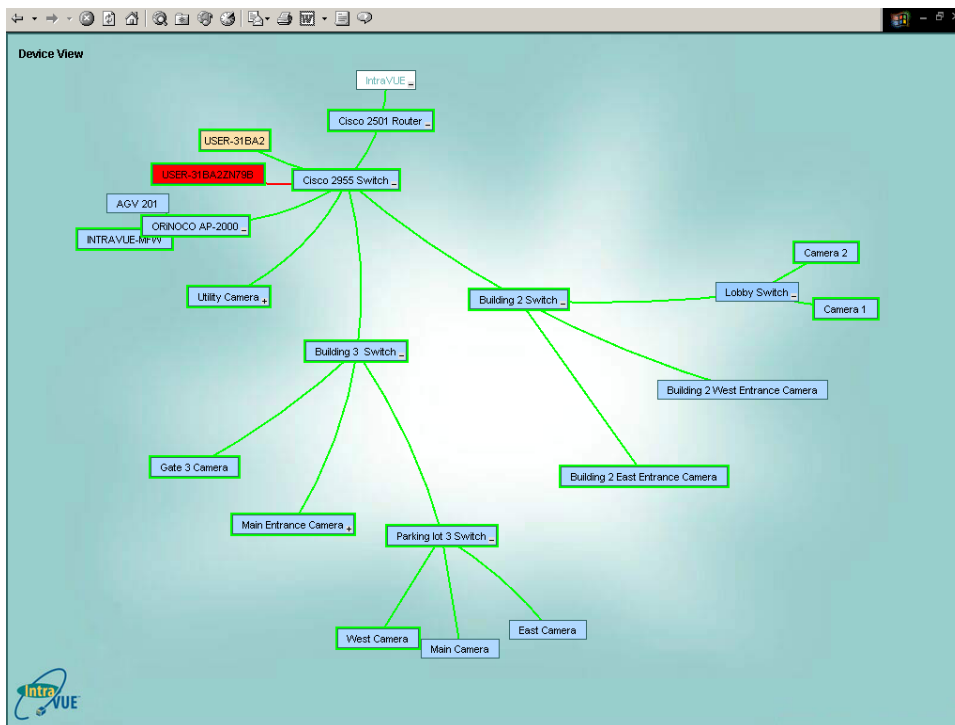 Device View
IntraVUE
Cisco 2501 Router
USER-31BA2
USER-31BA2ZN79B
Cisco 2955 Switch
AGV 201
ORINOCO AP-2000
INTRAVUE-MFW
Camera 2
Utility Camera
Building 2 Switch
Lobby Switch
Camera 1
Building 3 Switch
Building 2 West Entrance Camera
Gate 3 Camera
Building 2 East Entrance Camera
Main Entrance Camera
Parking lot 3 Switch
West Camera
Main Camera
East Camera
Intra
VUE